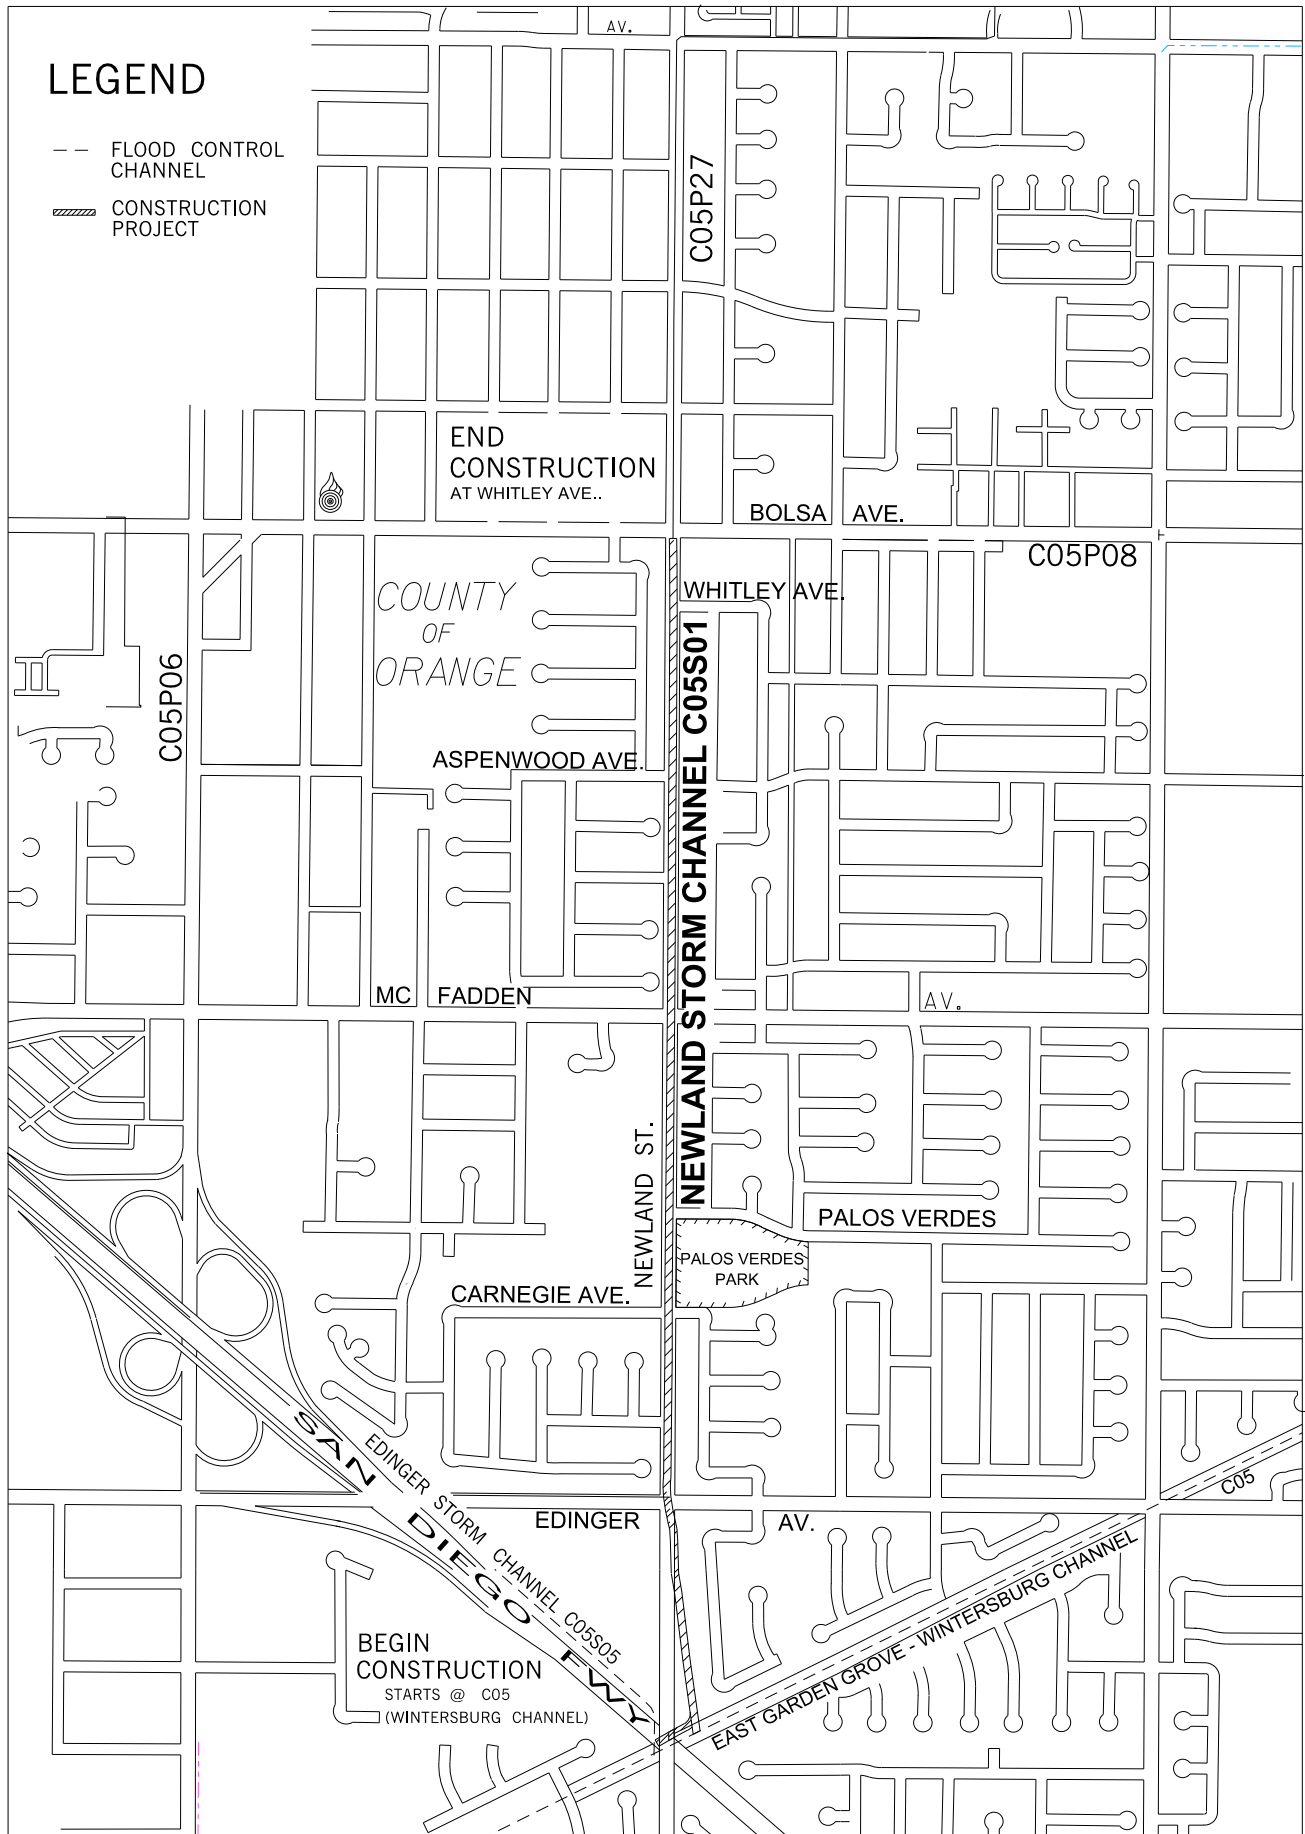 AV.
LEGEND
FLOOD CONTROL
CHANNEL
CONSTRUCTION
PROJECT
C05P27
END
CONSTRUCTION
AT WHITLEY AVE..
BOLSA AVE.
C05P08
COUNTY
OF
ORANGE
WHITLEY AVE.
C05P06
NEWLAND STORM CHANNEL C05S01
ASPENWOOD AVE.
MC FADDEN
AV.
NEWLAND ST.
PALOS VERDES
PALOS VERDES
PARK
CARNEGIE AVE.
SAN DIEGO FWY
EDINGER STORM CHANNEL C05S05
EDINGER AV.
C05
EAST GARDEN GROVE - WINTERSBURG CHANNEL
BEGIN
CONSTRUCTION
STARTS @ C05
(WINTERSBURG CHANNEL)